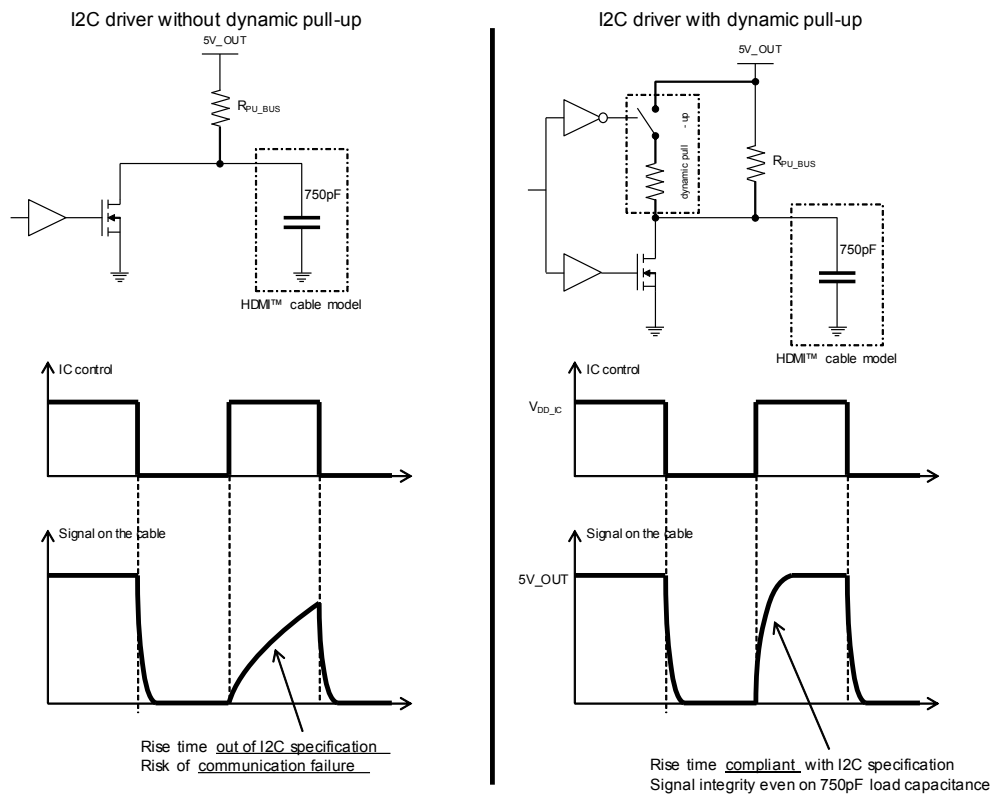 I2C driver without dynamic pull-up
5V_OUT
RPU_BUS
750pF
HDMI™ cable model
IC control
Signal on the cable
Rise time out of I2C specification
Risk of communication failure
I2C driver with dynamic pull-up
5V_OUT
dynamic pull - up
RPU_BUS
750pF
HDMI™ cable model
IC control
VDD_IC
Signal on the cable
5V_OUT
Rise time compliant with I2C specification
Signal integrity even on 750pF load capacitance